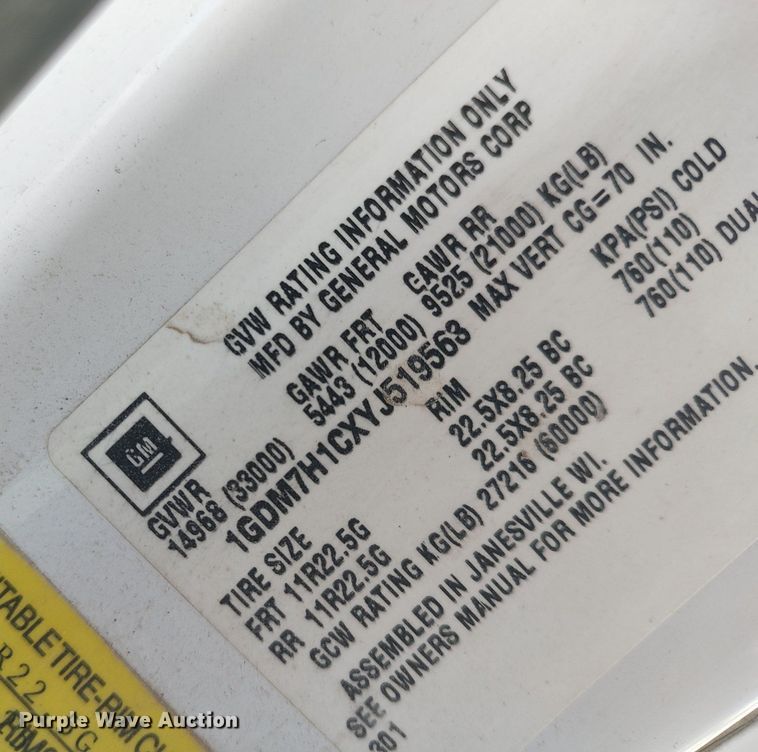 GVW RATING INFORMATION ONLY
MFD BY GENERAL MOTORS CORP
GM
GVWR GAWR FRT GAWR RR
14968 (33000) 5443 (12000) 9525 (21000) KG(LB)
1GDM7H1CXYJ519563 MAX VERT CG=70 IN.
TIRE SIZE RIM KPA(PSI) COLD
FRT 11R22.5G 22.5X8.25 BC 760(110)
RR 11R22.5G 22.5X8.25 BC 760(110) DUAL
GCW RATING KG(LB) 27216 (60000)
ASSEMBLED IN JANESVILLE WI.
SEE OWNERS MANUAL FOR MORE INFORMATION.
801
TABLE TIRE-RIM
R22
Purple Wave Auction